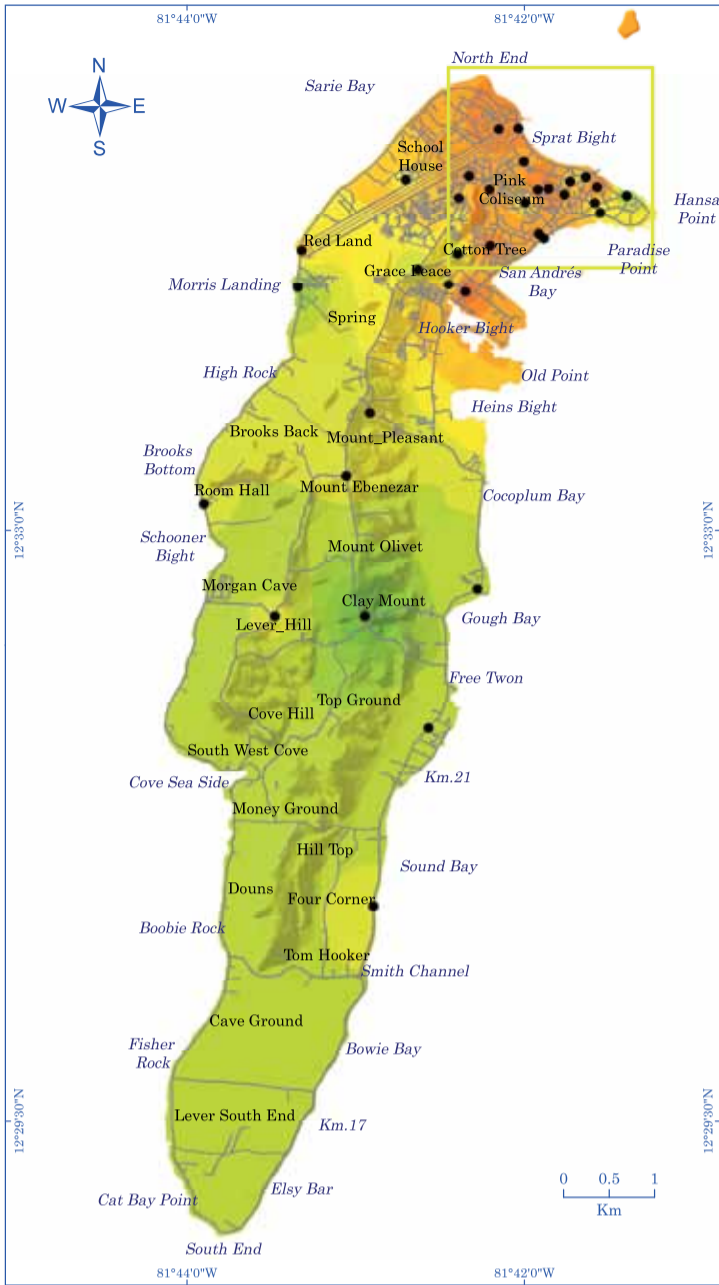 81°44'0"W
81°42'0"W
N
W
E
S
North End
Sarie Bay
Sprat Bight
School
House
Pink
Coliseum
Hansa
Point
Red Land
Cotton Tree
Paradise
Point
Grace Peace
San Andrés
Bay
Morris Landing
Spring
Hooker Bight
High Rock
Old Point
Heins Bight
Brooks Back
Mount_Pleasant
Brooks
Bottom
Room Hall
Mount Ebenezar
Cocoplum Bay
12°33'0"N
12°33'0"N
Schooner
Bight
Mount Olivet
Morgan Cave
Clay Mount
Lever_Hill
Gough Bay
Free Twon
Top Ground
Cove Hill
South West Cove
Cove Sea Side
Km.21
Money Ground
Hill Top
Sound Bay
Douns
Four Corner
Boobie Rock
Tom Hooker
Smith Channel
Cave Ground
Fisher
Rock
Bowie Bay
Lever South End
Km.17
12°29'30"N
12°29'30"N
Elsy Bar
Cat Bay Point
0 0.5 1
Km
South End
81°44'0"W
81°42'0"W